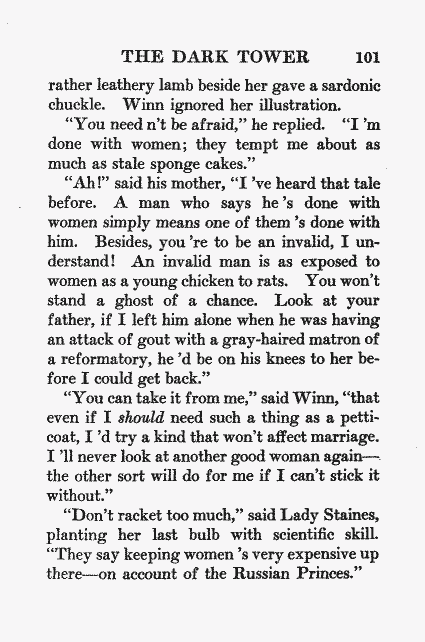 THE DARK TOWER 101
rather leathery lamb beside her gave a sardonic
chuckle. Winn ignored her illustration.
"You need n't be afraid," he replied. "I 'm
done with women; they tempt me about as
much as stale sponge cakes."
"Ah!" said his mother, "I 've heard that tale
before. A man who says he 's done with
women simply means one of them 's done with
him. Besides, you 're to be an invalid, I un-
derstand! An invalid man is as exposed to
women as a young chicken to rats. You won't
stand a ghost of a chance. Look at your
father, if I left him alone when he was having
an attack of gout with a gray-haired matron of
a reformatory, he 'd be on his knees to her be-
fore I could get back."
"You can take it from me," said Winn, "that
even if I should need such a thing as a petti-
coat, I 'd try a kind that won't affect marriage.
I 'll never look at another good woman again—
the other sort will do for me if I can't stick it
without."
"Don't racket too much," said Lady Staines,
planting her last bulb with scientific skill.
"They say keeping women 's very expensive up
there—on account of the Russian Princes."